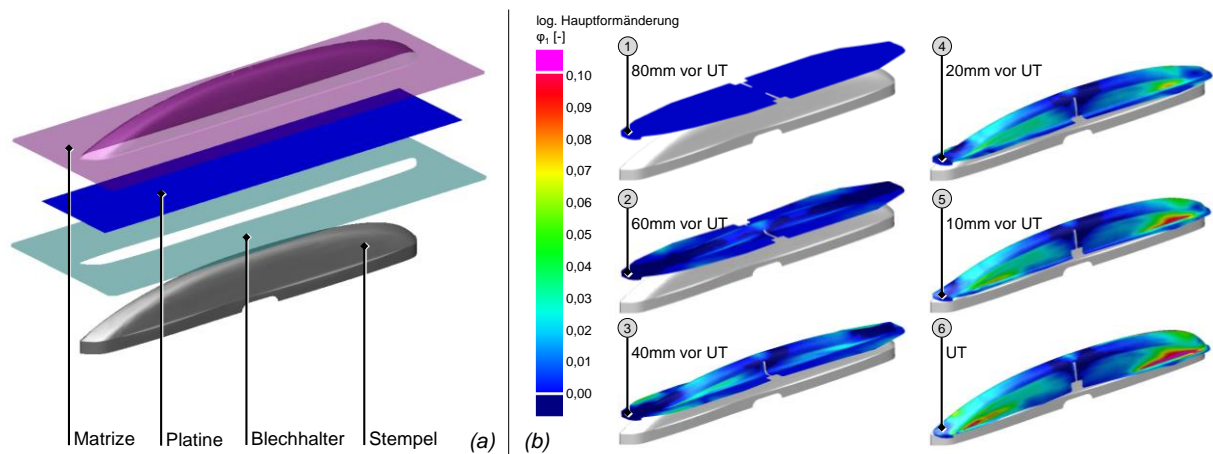 Matrize
Platine
Blechhalter
Stempel
(a)
(b)
log. Hauptformänderung
φ1 [-]
0,10
0,09
0,08
0,07
0,06
0,05
0,04
0,03
0,02
0,01
0,00
1
80mm vor UT
2
60mm vor UT
3
40mm vor UT
4
20mm vor UT
5
10mm vor UT
6
UT